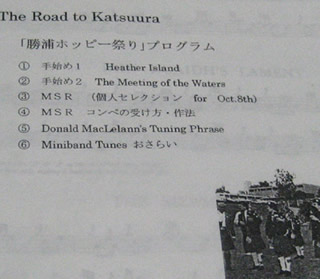 The Road to Katsuura
「勝浦ホッピー祭り」プログラム
① 手始め1 Heather Island
② 手始め2 The Meeting of the Waters
③ MSR (個人セレクション for Oct.8th)
④ MSR コンペの受け方・作法
⑤ Donald MacLelann's Tuning Phrase
⑥ Miniband Tunes おさらい